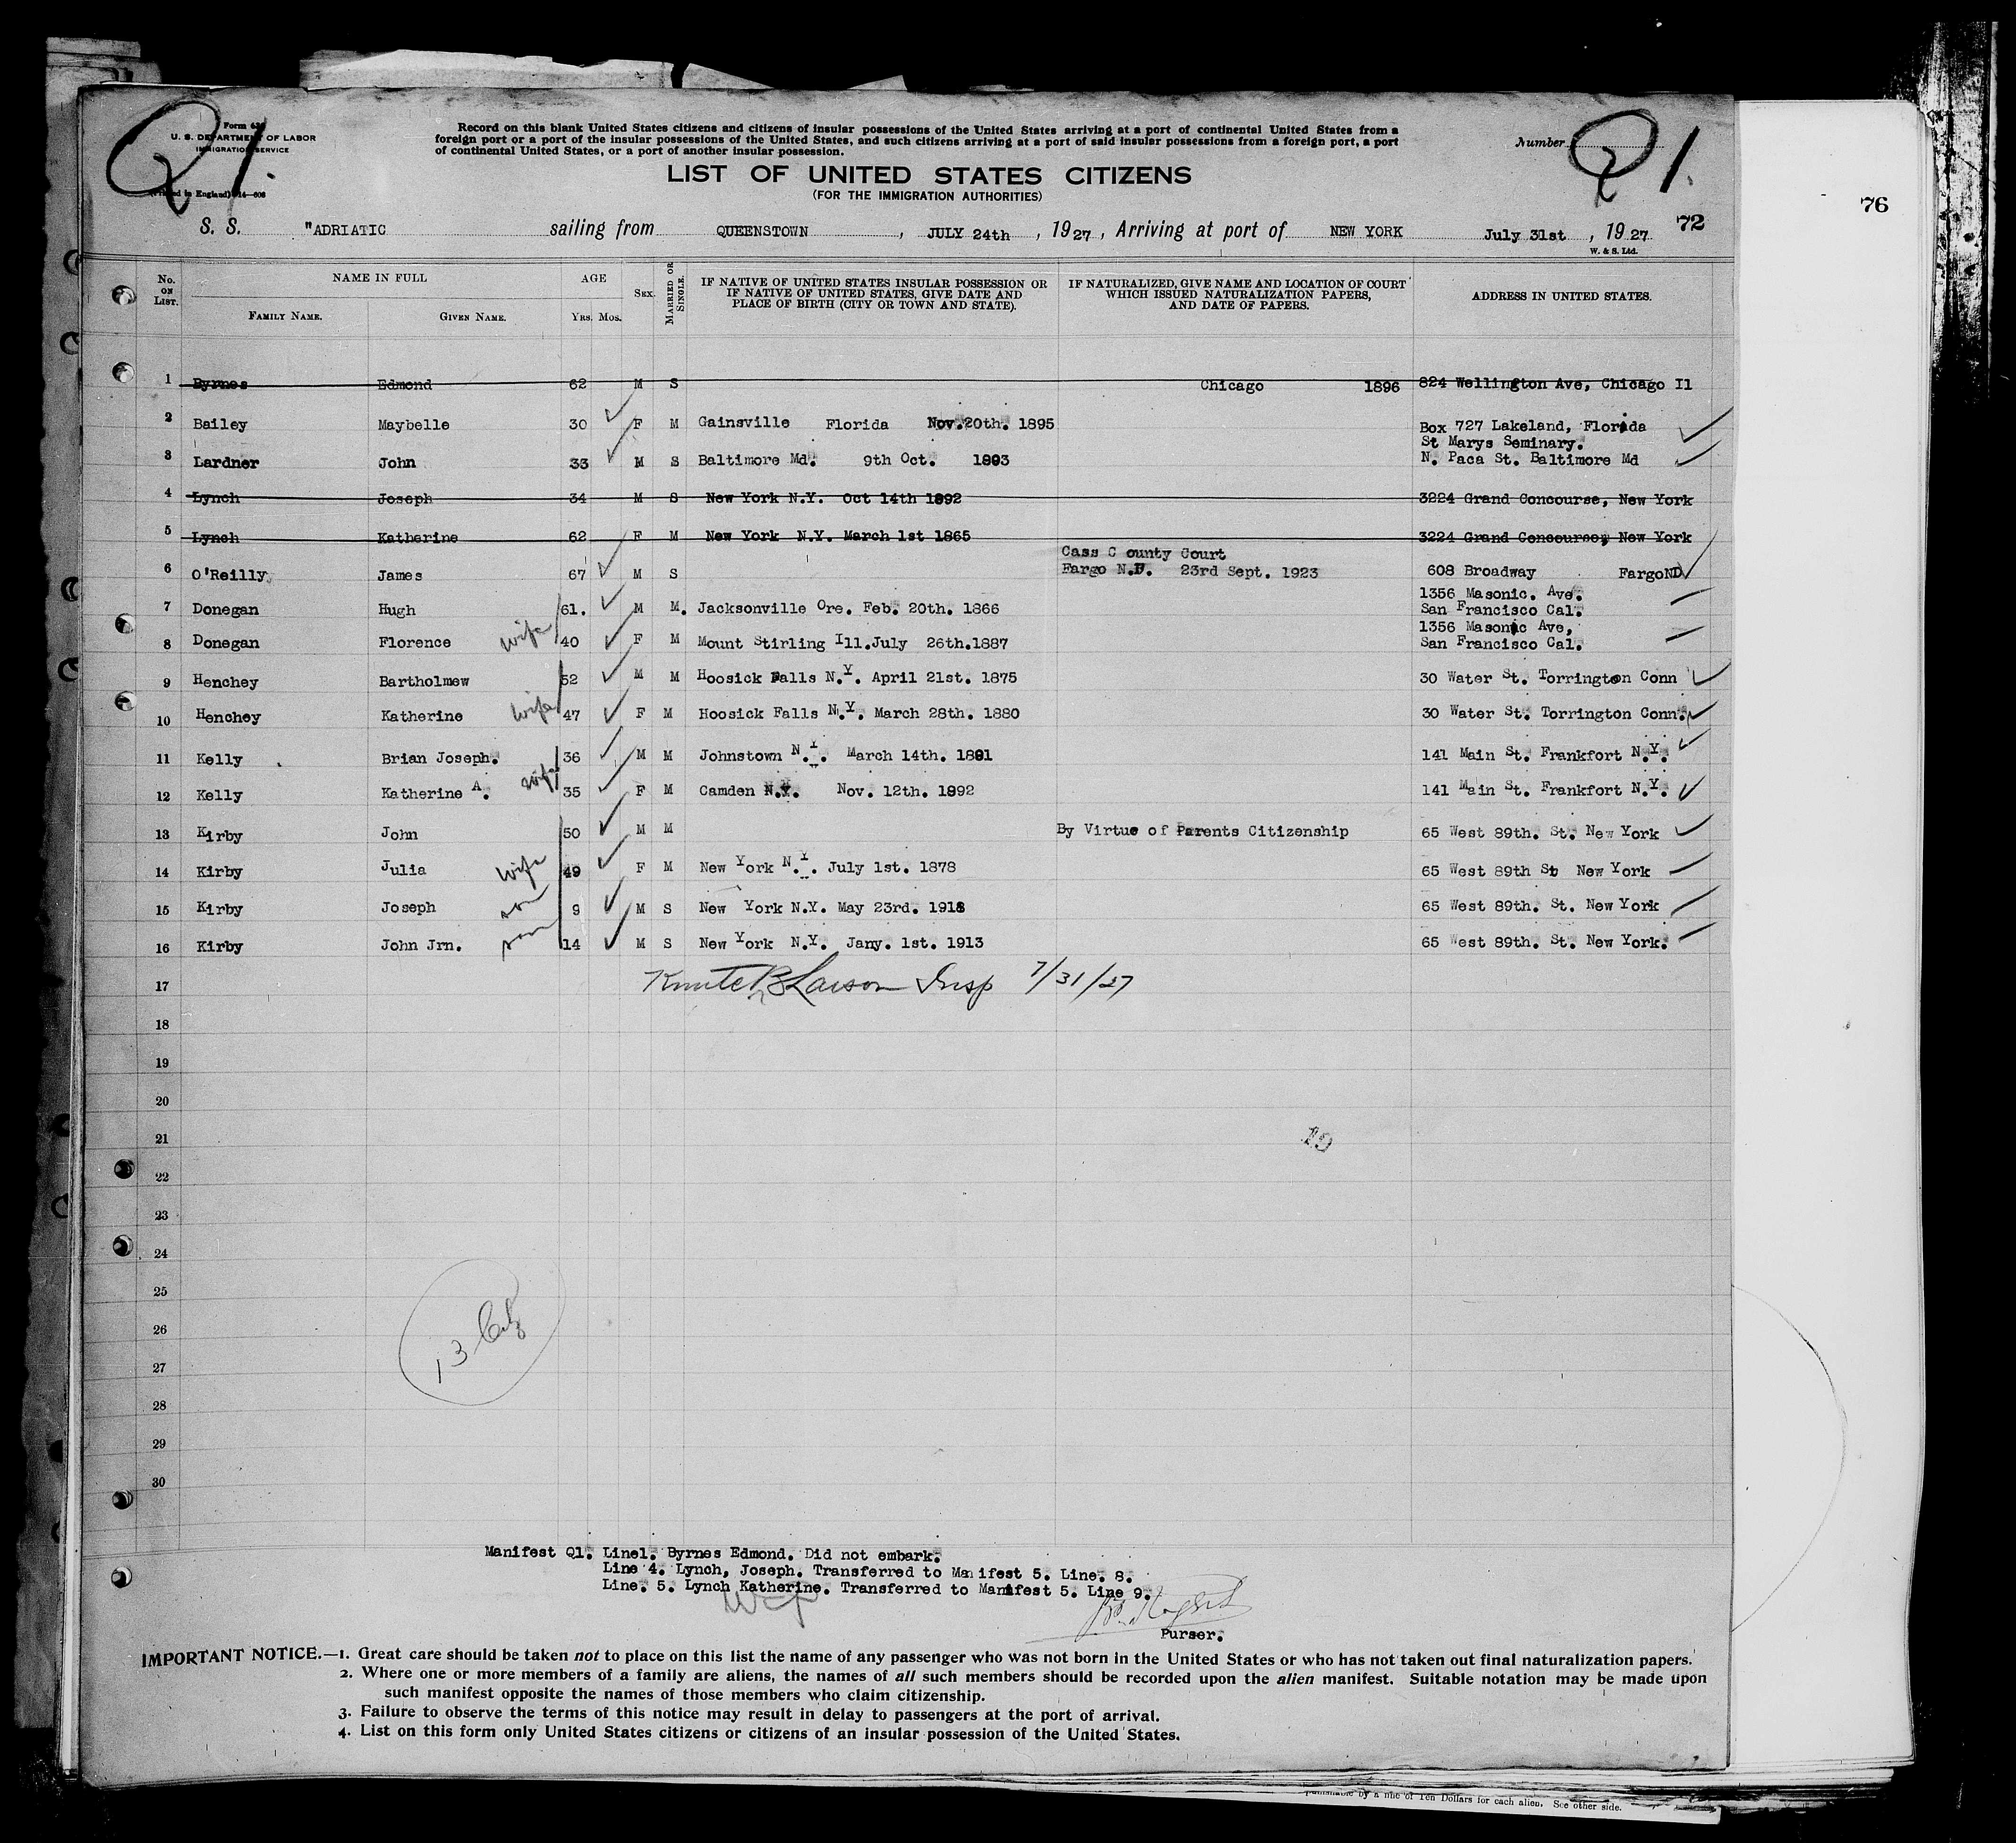 Q1.
Form 630
U. S. DEPARTMENT OF LABOR
IMMIGRATION SERVICE
(Printed in England) 14—606
Record on this blank United States citizens and citizens of insular possessions of the United States arriving at a port of continental United States from a
foreign port or a port of the insular possessions of the United States, and such citizens arriving at a port of said insular possessions from a foreign port, a port
of continental United States, or a port of another insular possession.
Number Q1.
LIST OF UNITED STATES CITIZENS
(FOR THE IMMIGRATION AUTHORITIES)
76
S. S. "ADRIATIC sailing from QUEENSTOWN, JULY 24th, 1927, Arriving at port of NEW YORK July 31st, 1927 72
W. & S. Ltd.
No. ON LIST. NAME IN FULL FAMILY NAME. GIVEN NAME. AGE YRS. MOS. SEX. MARRIED OR SINGLE. IF NATIVE OF UNITED STATES INSULAR POSSESSION OR IF NATIVE OF UNITED STATES, GIVE DATE AND PLACE OF BIRTH (CITY OR TOWN AND STATE). IF NATURALIZED, GIVE NAME AND LOCATION OF COURT WHICH ISSUED NATURALIZATION PAPERS, AND DATE OF PAPERS. ADDRESS IN UNITED STATES.
1 Byrnes Edmond 62 M S Chicago 1896 824 Wellington Ave, Chicago Il
2 Bailey Maybelle 30 F M Gainsville Florida Nov.20th. 1895 Box 727 Lakeland, Florida
St Marys Seminary.
3 Lardner John 33 M S Baltimore Md. 9th Oct. 1893 N. Paca St. Baltimore Md
4 Lynch Joseph 34 M S New York N.Y. Oct 14th 1892 3224 Grand Concourse, New York
5 Lynch Katherine 62 F M New York N.Y. March 1st 1865 3224 Grand Concourse, New York
Cass C ounty Court
6 O'Reilly James 67 M S Fargo N.D. 23rd Sept. 1923 608 Broadway FargoND
1356 Masonic. Ave.
7 Donegan Hugh 61. M M. Jacksonville Ore. Feb. 20th. 1866 San Francisco Cal.
1356 Masonic Ave,
8 Donegan Florence wife 40 F M Mount Stirling Ill.July 26th.1887 San Francisco Cal.
9 Henchey Bartholmew 52 M M Hoosick Falls N.Y. April 21st. 1875 30 Water St. Torrington Conn
10 Henchey Katherine wife 47 F M Hoosick Falls N.Y. March 28th. 1880 30 Water St. Torrington Conn.
11 Kelly Brian Joseph. 36 M M Johnstown N.Y. March 14th. 1891 141 Main St. Frankfort N.Y.
12 Kelly Katherine A. wife 35 F M Camden N.Y. Nov. 12th. 1892 141 Main St. Frankfort N.Y.
13 Kirby John 50 M M By Virtue of Parents Citizenship 65 West 89th. St. New York
14 Kirby Julia wife 49 F M New York N.Y. July 1st. 1878 65 West 89th St New York
15 Kirby Joseph son 9 M S New York N.Y. May 23rd. 1918 65 West 89th. St. New York
16 Kirby John Jrn. son 14 M S New York N.Y. Jany. 1st. 1913 65 West 89th. St. New York.
17 Knute B Larson Insp 7/31/27
18
19
20
21 10
22
23
24
25
26
13 Citz
27
28
29
30
Manifest Q1. Line1. Byrnes Edmond. Did not embark.
Line 4. Lynch, Joseph. Transferred to Manifest 5. Line. 8.
Line. 5. Lynch Katherine. Transferred to Manifest 5. Line 9.
Purser.
IMPORTANT NOTICE.—1. Great care should be taken not to place on this list the name of any passenger who was not born in the United States or who has not taken out final naturalization papers.
2. Where one or more members of a family are aliens, the names of all such members should be recorded upon the alien manifest. Suitable notation may be made upon
such manifest opposite the names of those members who claim citizenship.
3. Failure to observe the terms of this notice may result in delay to passengers at the port of arrival.
4. List on this form only United States citizens or citizens of an insular possession of the United States.
by a fine of Ten Dollars for each alien. See other side.